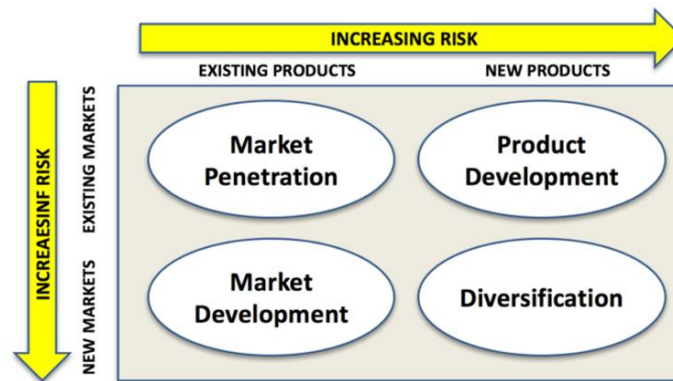 INCREASING RISK
EXISTING PRODUCTS
NEW PRODUCTS
INCREAESINF RISK
EXISTING MARKETS
Market
Penetration
Product
Development
NEW MARKETS
Market
Development
Diversification